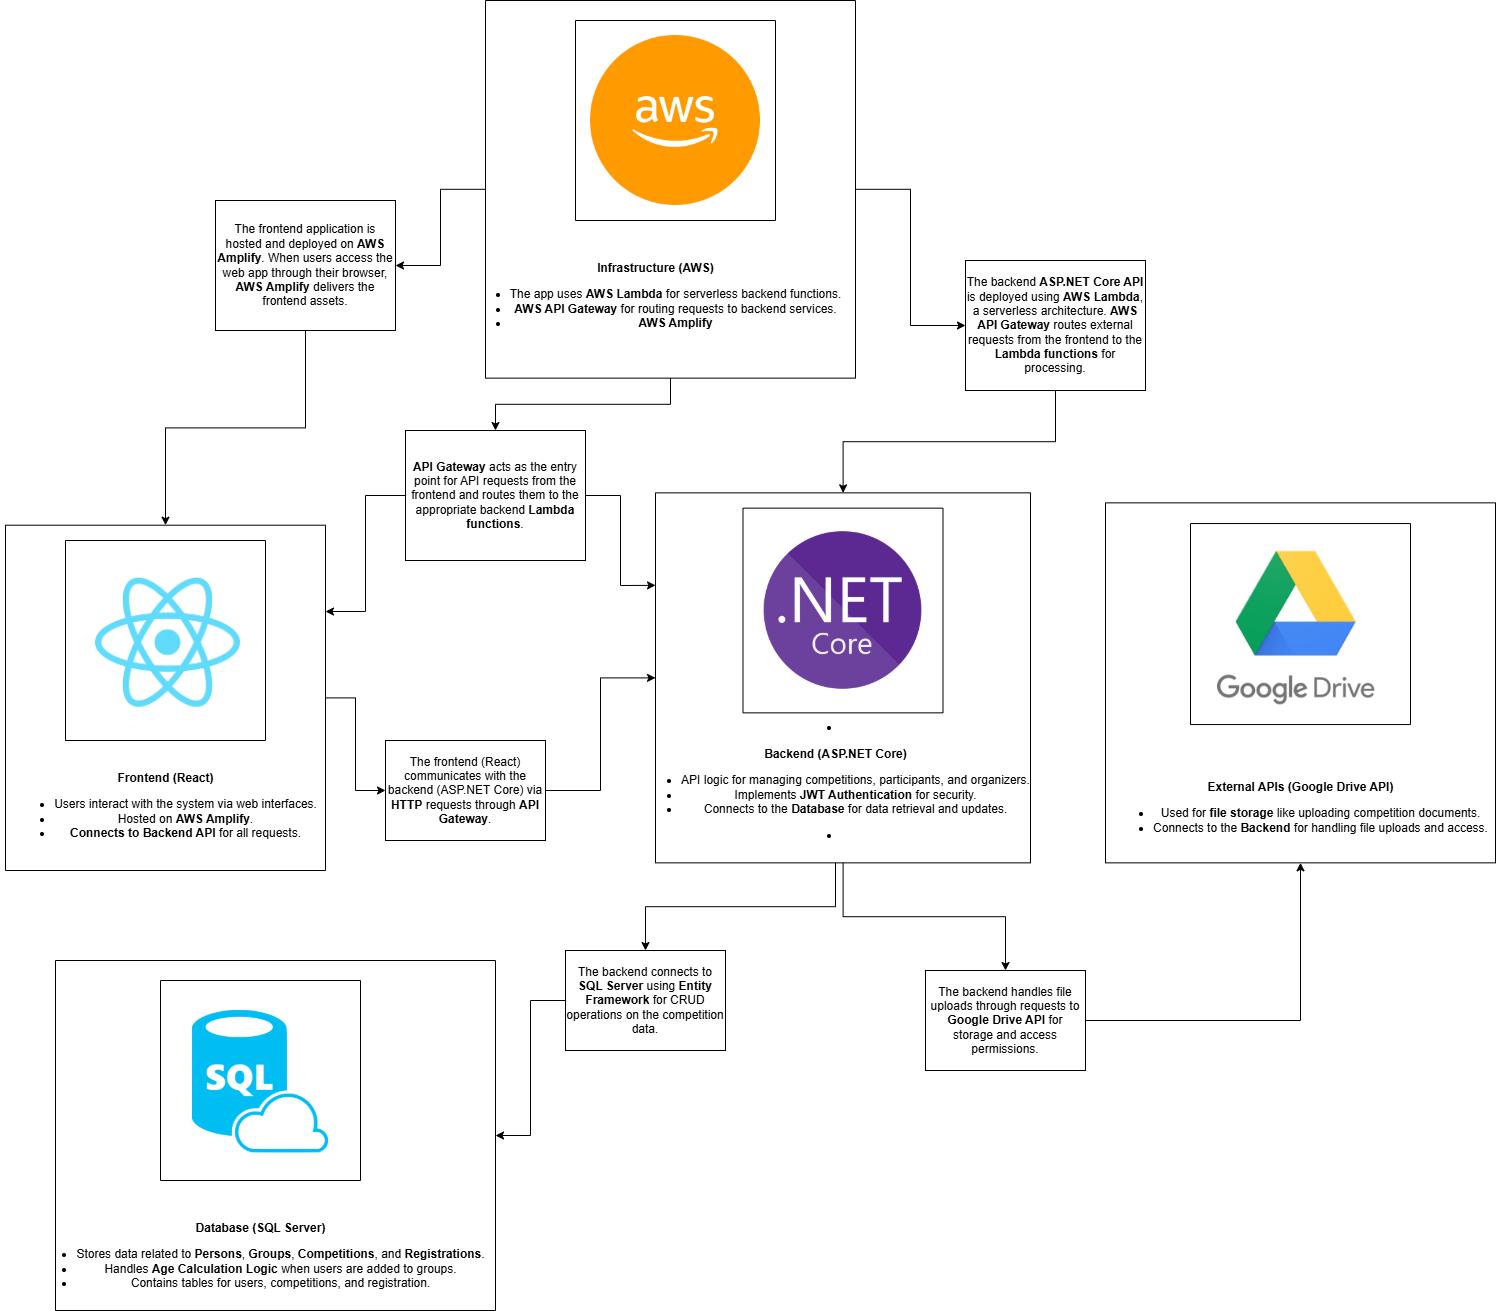 aws
Infrastructure (AWS)
• The app uses AWS Lambda for serverless backend functions.
• AWS API Gateway for routing requests to backend services.
• AWS Amplify
The frontend application is
hosted and deployed on AWS
Amplify. When users access the
web app through their browser,
AWS Amplify delivers the
frontend assets.
The backend ASP.NET Core API
is deployed using AWS Lambda,
a serverless architecture. AWS
API Gateway routes external
requests from the frontend to the
Lambda functions for
processing.
API Gateway acts as the entry
point for API requests from the
frontend and routes them to the
appropriate backend Lambda
functions.
Frontend (React)
• Users interact with the system via web interfaces.
• Hosted on AWS Amplify.
• Connects to Backend API for all requests.
The frontend (React)
communicates with the
backend (ASP.NET Core) via
HTTP requests through API
Gateway.
.NET
Core
•
Backend (ASP.NET Core)
• API logic for managing competitions, participants, and organizers.
• Implements JWT Authentication for security.
• Connects to the Database for data retrieval and updates.
•
Google Drive
External APIs (Google Drive API)
• Used for file storage like uploading competition documents.
• Connects to the Backend for handling file uploads and access.
The backend connects to
SQL Server using Entity
Framework for CRUD
operations on the competition
data.
The backend handles file
uploads through requests to
Google Drive API for
storage and access
permissions.
SQL
Database (SQL Server)
• Stores data related to Persons, Groups, Competitions, and Registrations.
• Handles Age Calculation Logic when users are added to groups.
• Contains tables for users, competitions, and registration.